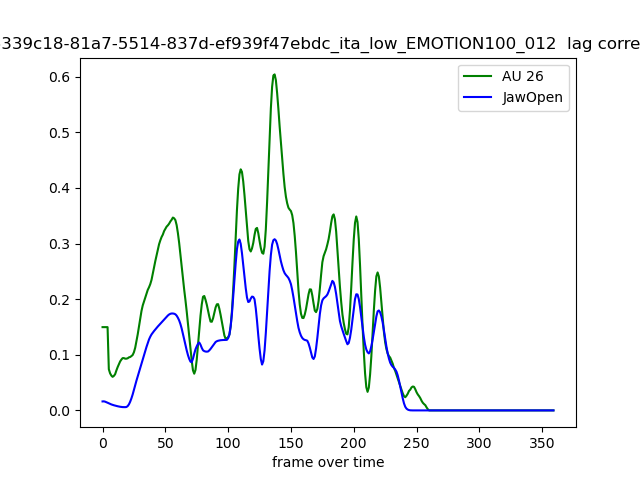 339c18-81a7-5514-837d-ef939f47ebdc_ita_low_EMOTION100_012 lag corre
AU 26
JawOpen
0.6
0.5
0.4
0.3
0.2
0.1
0.0
0 50 100 150 200 250 300 350
frame over time